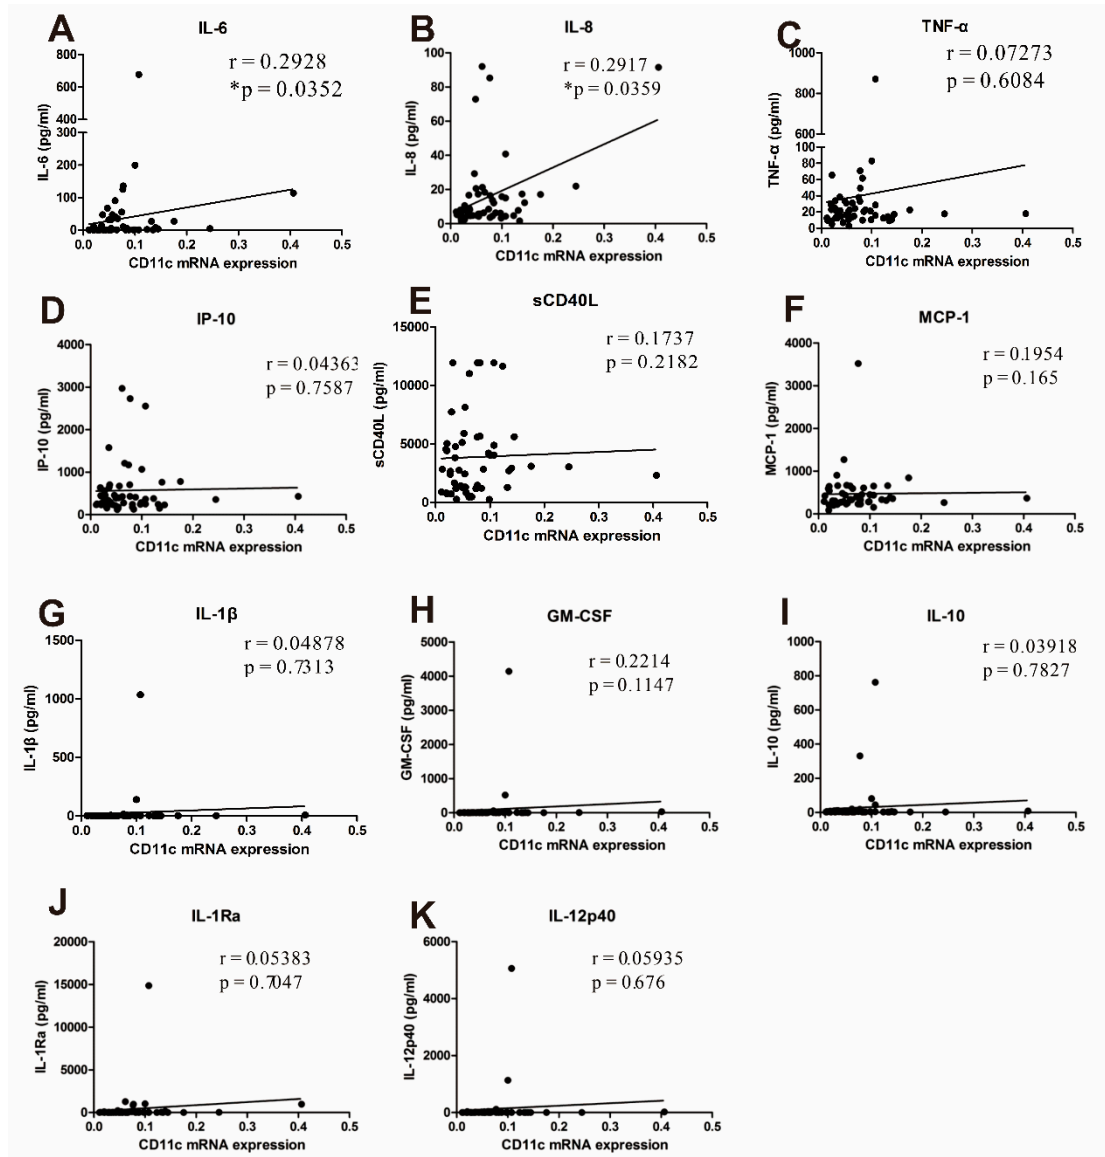 A
IL-6
r = 0.2928
*p = 0.0352
IL-6 (pg/ml)
800
600
400
300
200
100
0
0.0 0.1 0.2 0.3 0.4 0.5
CD11c mRNA expression
B
IL-8
r = 0.2917
*p = 0.0359
IL-8 (pg/ml)
100
80
60
40
20
0
0.0 0.1 0.2 0.3 0.4 0.5
CD11c mRNA expression
C
TNF-α
r = 0.07273
p = 0.6084
TNF-α (pg/ml)
1000
800
600
100
80
60
40
20
0
0.0 0.1 0.2 0.3 0.4 0.5
CD11c mRNA expression
D
IP-10
r = 0.04363
p = 0.7587
IP-10 (pg/ml)
4000
3000
2000
1000
0
0.0 0.1 0.2 0.3 0.4 0.5
CD11c mRNA expression
E
sCD40L
r = 0.1737
p = 0.2182
sCD40L (pg/ml)
15000
10000
5000
0
0.0 0.1 0.2 0.3 0.4 0.5
CD11c mRNA expression
F
MCP-1
r = 0.1954
p = 0.165
MCP-1 (pg/ml)
4000
3000
2000
1000
0
0.0 0.1 0.2 0.3 0.4 0.5
CD11c mRNA expression
G
IL-1β
r = 0.04878
p = 0.7313
IL-1β (pg/ml)
1500
1000
500
0
0.0 0.1 0.2 0.3 0.4 0.5
CD11c mRNA expression
H
GM-CSF
r = 0.2214
p = 0.1147
GM-CSF (pg/ml)
5000
4000
3000
2000
1000
0
0.0 0.1 0.2 0.3 0.4 0.5
CD11c mRNA expression
I
IL-10
r = 0.03918
p = 0.7827
IL-10 (pg/ml)
1000
800
600
400
200
0
0.0 0.1 0.2 0.3 0.4 0.5
CD11c mRNA expression
J
IL-1Ra
r = 0.05383
p = 0.7047
IL-1Ra (pg/ml)
20000
15000
10000
5000
0
0.0 0.1 0.2 0.3 0.4 0.5
CD11c mRNA expression
K
IL-12p40
r = 0.05935
p = 0.676
IL-12p40 (pg/ml)
6000
4000
2000
0
0.0 0.1 0.2 0.3 0.4 0.5
CD11c mRNA expression